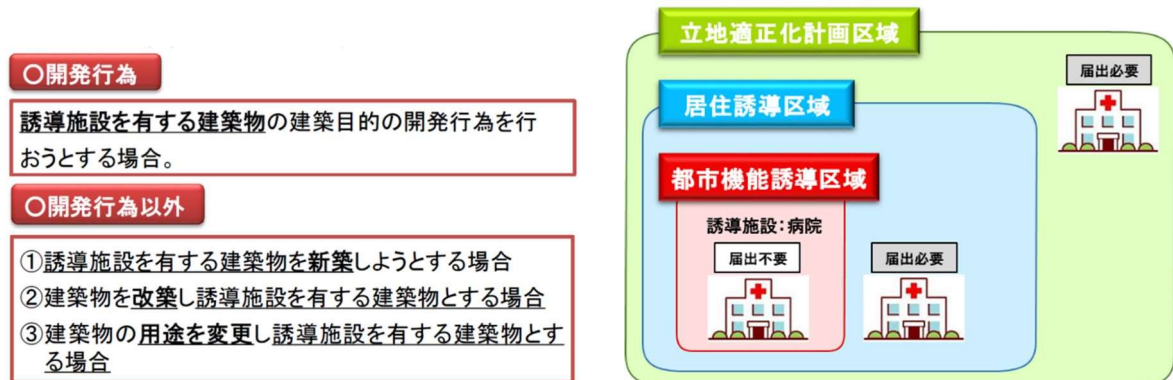 〇開発行為
誘導施設を有する建築物の建築目的の開発行為を行
おうとする場合。
〇開発行為以外
①誘導施設を有する建築物を新築しようとする場合
②建築物を改築し誘導施設を有する建築物とする場合
③建築物の用途を変更し誘導施設を有する建築物とす
る場合
立地適正化計画区域
届出必要
居住誘導区域
都市機能誘導区域
誘導施設:病院
届出不要
届出必要